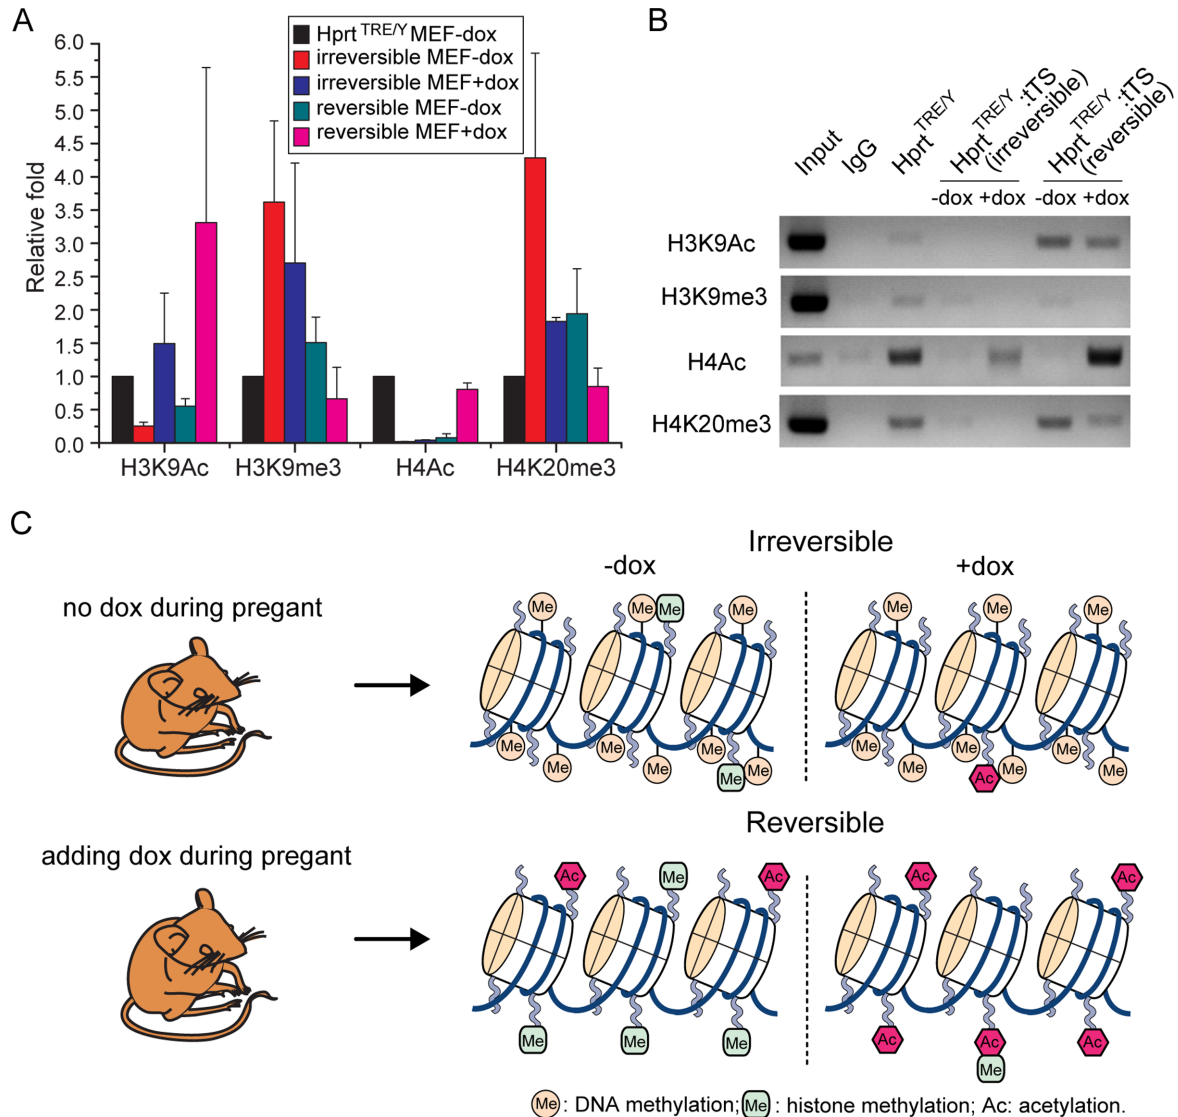 A
Relative fold
6.0
5.5
5.0
4.5
4.0
3.5
3.0
2.5
2.0
1.5
1.0
0.5
0.0
Hprt TRE/Y MEF-dox
irreversible MEF-dox
irreversible MEF+dox
reversible MEF-dox
reversible MEF+dox
H3K9Ac H3K9me3 H4Ac H4K20me3
B
Input
IgG
Hprt TRE/Y
Hprt TRE/Y :tTS
(irreversible)
Hprt TRE/Y :tTS
(reversible)
-dox +dox -dox +dox
H3K9Ac
H3K9me3
H4Ac
H4K20me3
C
Irreversible
-dox +dox
no dox during pregant
Me Me Me Me Me
Me Me Me
Me Me Me Me Me Me
Me Me Me Me Me Me
Me Ac
Reversible
adding dox during pregant
Ac Me Ac Ac Ac
Me Me Me Ac Ac Ac
Me
Me : DNA methylation; Me : histone methylation; Ac: acetylation.